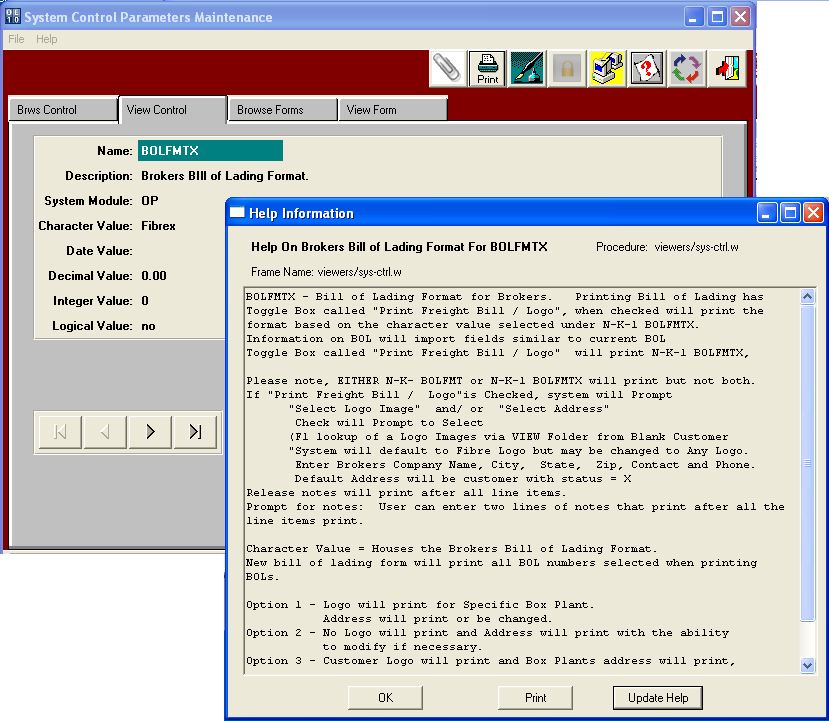 System Control Parameters Maintenance
File Help
Print
Brws Control View Control Browse Forms View Form
Name: BOLFMTX
Description: Brokers BIll of Lading Format.
System Module: OP
Character Value: Fibrex
Date Value:
Decimal Value: 0.00
Integer Value: 0
Logical Value: no
Help Information
Help On Brokers Bill of Lading Format For BOLFMTX Procedure: viewers/sys-ctrl.w
Frame Name: viewers/sys-ctrl.w
BOLFMTX - Bill of Lading Format for Brokers. Printing Bill of Lading has
Toggle Box called "Print Freight Bill / Logo", when checked will print the
format based on the character value selected under N-K-1 BOLFMTX.
Information on BOL will import fields similar to current BOL
Toggle Box called "Print Freight Bill / Logo" will print N-K-1 BOLFMTX,
Please note, EITHER N-K- BOLFMT or N-K-1 BOLFMTX will print but not both.
If "Print Freight Bill / Logo"is Checked, system will Prompt
"Select Logo Image" and/ or "Select Address"
Check will Prompt to Select
(F1 lookup of a Logo Images via VIEW Folder from Blank Customer
"System will default to Fibre Logo but may be changed to Any Logo.
Enter Brokers Company Name, City, State, Zip, Contact and Phone.
Default Address will be customer with status = X
Release notes will print after all line items.
Prompt for notes: User can enter two lines of notes that print after all the
line items print.
Character Value = Houses the Brokers Bill of Lading Format.
New bill of lading form will print all BOL numbers selected when printing
BOLs.
Option 1 - Logo will print for Specific Box Plant.
Address will print or be changed.
Option 2 - No Logo will print and Address will print with the ability
to modify if necessary.
Option 3 - Customer Logo will print and Box Plants address will print,
OK Print Update Help